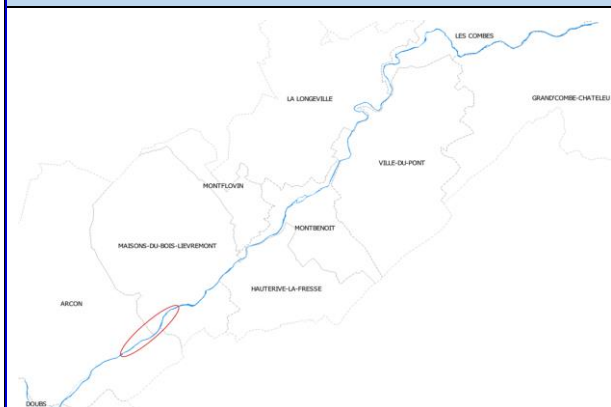 LES COMBES
LA LONGEVILLE
GRAND'COMBE-CHATELEU
VILLE-DU-PONT
MONTFLOVIN
MONTBENOIT
MAISONS-DU-BOIS-LIEVREMONT
HAUTERIVE-LA-FRESSE
ARCON
DOUBS